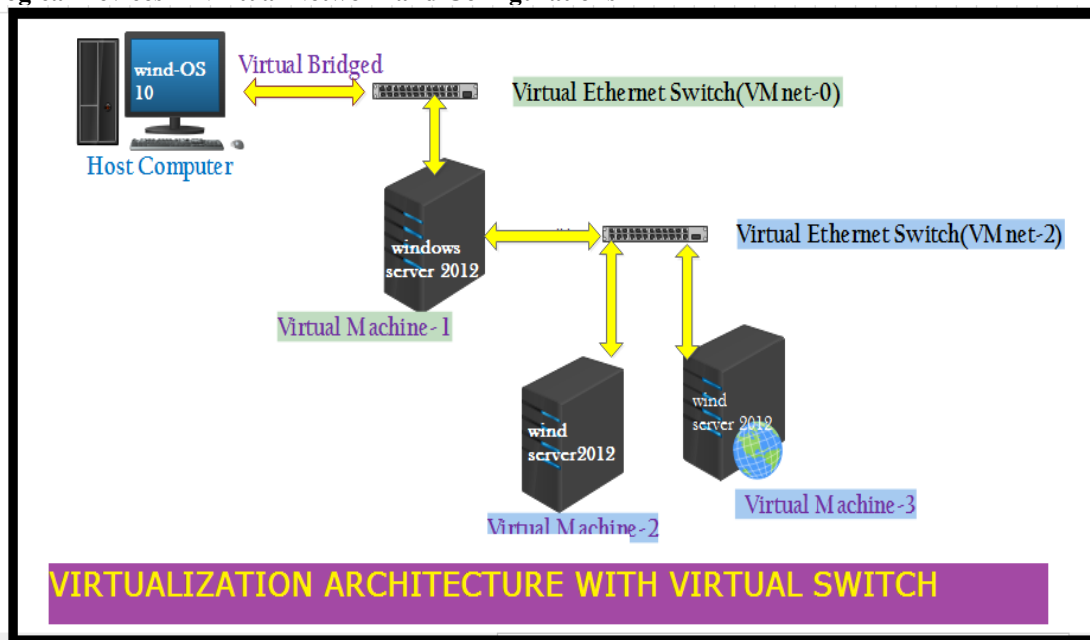 wind-OS
10
Virtual Bridged
Virtual Ethernet Switch(VMnet-0)
Host Computer
windows
server 2012
Virtual Ethernet Switch(VMnet-2)
Virtual Machine-1
wind
server 2012
wind
server2012
Virtual Machine-3
Virtual Machine-2
VIRTUALIZATION ARCHITECTURE WITH VIRTUAL SWITCH